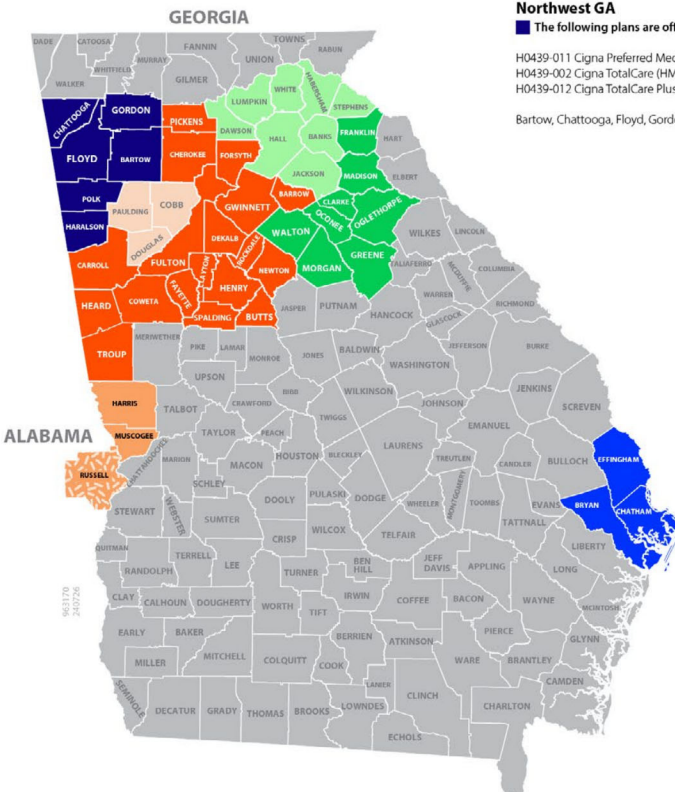 GEORGIA
Northwest GA
The following plans are off
H0439-011 Cigna Preferred Med
H0439-002 Cigna TotalCare (HM
H0439-012 Cigna TotalCare Plus
Bartow, Chattooga, Floyd, Gord
DADE
CATOOSA
WHITFIELD
MURRAY
FANNIN
UNION
TOWNS
RABUN
WALKER
GILMER
WHITE
HABERSHAM
LUMPKIN
STEPHENS
CHATTOOGA
GORDON
PICKENS
DAWSON
HALL
BANKS
FRANKLIN
HART
FLOYD
BARTOW
CHEROKEE
FORSYTH
JACKSON
MADISON
ELBERT
POLK
PAULDING
COBB
GWINNETT
BARROW
CLARKE
OCONEE
OGLETHORPE
HARALSON
DOUGLAS
DEKALB
WALTON
WILKES
LINCOLN
CARROLL
FULTON
CLAYTON
ROCKDALE
NEWTON
MORGAN
GREENE
TALIAFERRO
MCDUFFIE
COLUMBIA
HEARD
COWETA
FAYETTE
HENRY
SPALDING
BUTTS
JASPER
PUTNAM
HANCOCK
WARREN
GLASCOCK
RICHMOND
TROUP
MERIWETHER
PIKE
LAMAR
MONROE
JONES
BALDWIN
WASHINGTON
JEFFERSON
BURKE
UPSON
HARRIS
TALBOT
CRAWFORD
BIBB
TWIGGS
WILKINSON
JOHNSON
JENKINS
SCREVEN
ALABAMA
MUSCOGEE
TAYLOR
PEACH
EMANUEL
RUSSELL
CHATTAHOOCHEE
MARION
MACON
HOUSTON
BLECKLEY
LAURENS
TREUTLEN
CANDLER
BULLOCH
EFFINGHAM
STEWART
WEBSTER
SCHLEY
SUMTER
DOOLY
PULASKI
DODGE
WHEELER
MONTGOMERY
TOOMBS
TATTNALL
EVANS
BRYAN
CHATHAM
QUITMAN
RANDOLPH
TERRELL
LEE
CRISP
WILCOX
TELFAIR
JEFF
DAVIS
APPLING
LIBERTY
LONG
963170
240726
CLAY
CALHOUN
DOUGHERTY
WORTH
TURNER
BEN
HILL
IRWIN
COFFEE
BACON
WAYNE
MCINTOSH
EARLY
BAKER
MITCHELL
TIFT
BERRIEN
ATKINSON
PIERCE
GLYNN
MILLER
COLQUITT
COOK
WARE
BRANTLEY
CAMDEN
SEMINOLE
DECATUR
GRADY
THOMAS
BROOKS
LOWNDES
LANIER
CLINCH
CHARLTON
ECHOLS